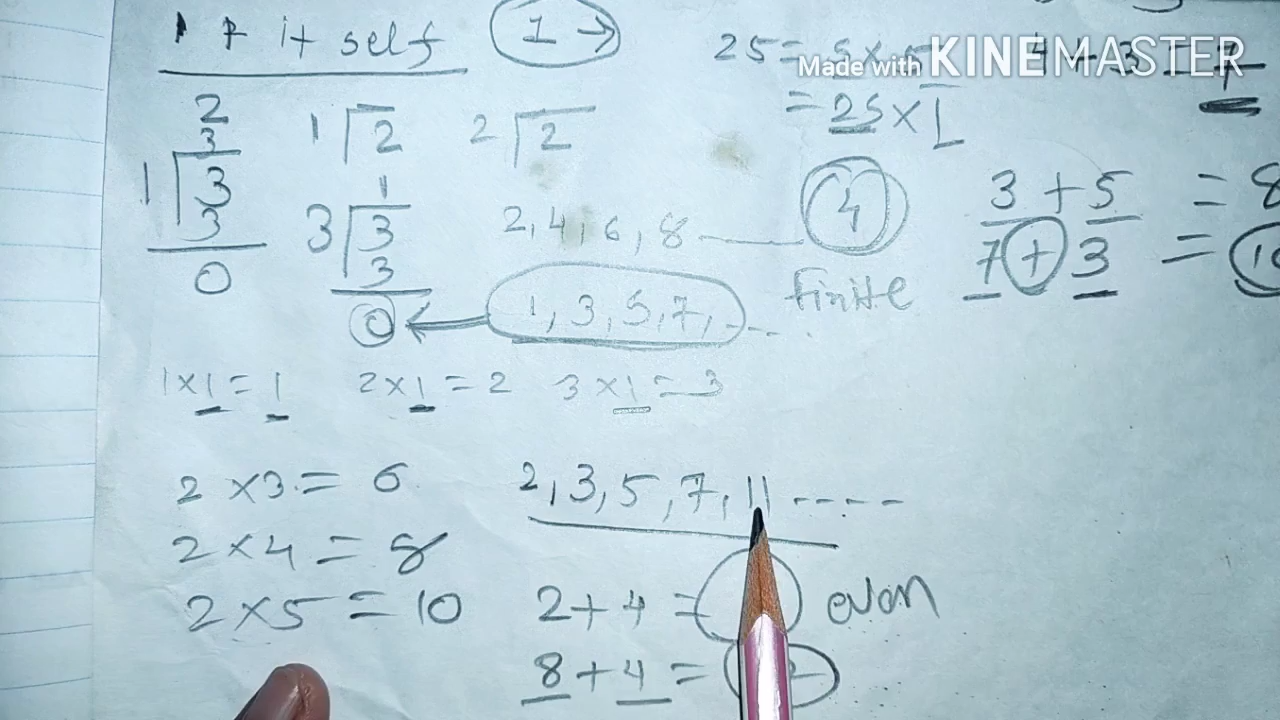 1 & it self 1 →
25 = 5 × 5 4 + 3 = 7
Made with KINEMASTER
= 25 × 1
2
3
1 3 1 2 2 2
3
0
1
3 3
3
0
2, 4, 6, 8 4
finite
1, 3, 5, 7, ....
3 + 5 = 8
7 + 3 = 10
1 × 1 = 1 2 × 1 = 2 3 × 1 = 3
2 × 3 = 6 2, 3, 5, 7, 11 ----
2 × 4 = 8
2 × 5 = 10 2 + 4 = even
8 + 4 =